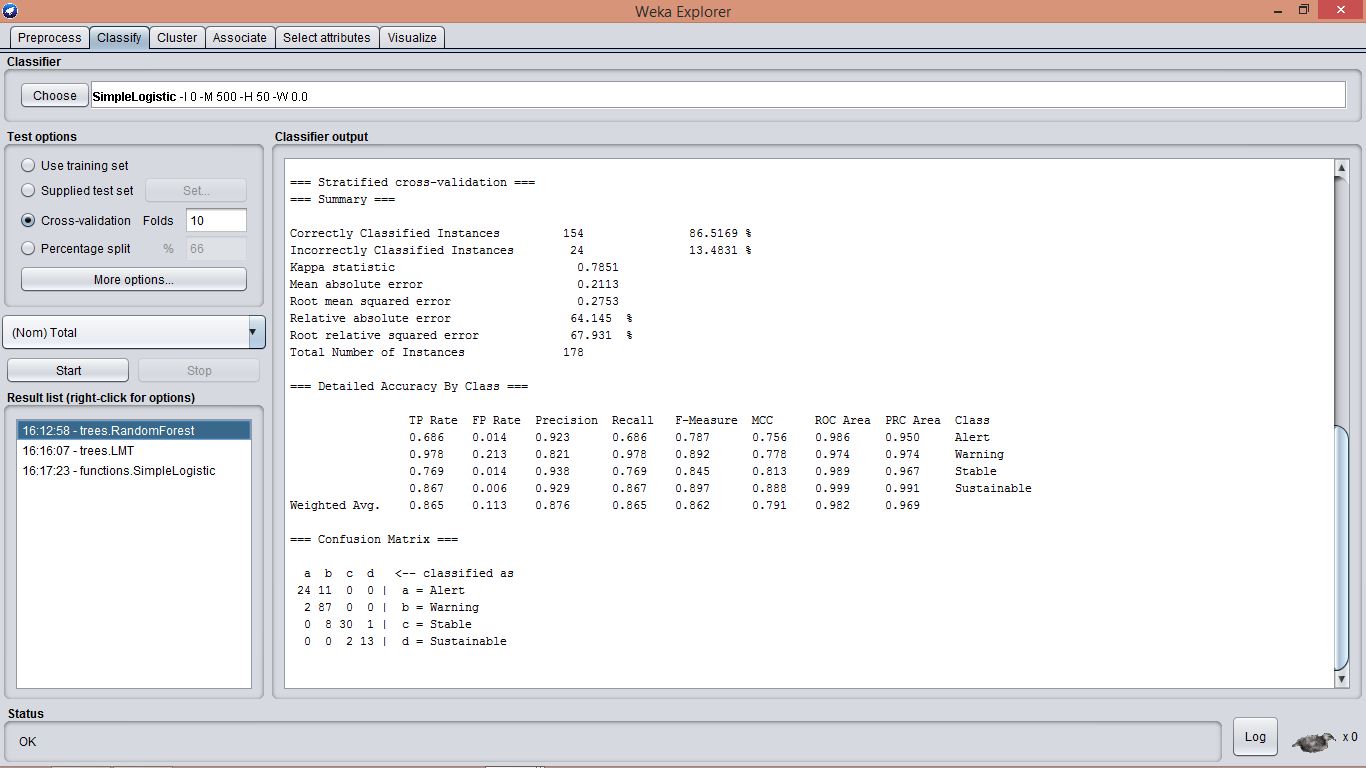 Weka Explorer
Preprocess Classify Cluster Associate Select attributes Visualize
Classifier
Choose SimpleLogistic -I 0 -M 500 -H 50 -W 0.0
Test options
Use training set
Supplied test set Set...
Cross-validation Folds 10
Percentage split % 66
More options...
(Nom) Total
Start Stop
Result list (right-click for options)
16:12:58 - trees.RandomForest
16:16:07 - trees.LMT
16:17:23 - functions.SimpleLogistic
Classifier output
=== Stratified cross-validation ===
=== Summary ===
Correctly Classified Instances 154 86.5169 %
Incorrectly Classified Instances 24 13.4831 %
Kappa statistic 0.7851
Mean absolute error 0.2113
Root mean squared error 0.2753
Relative absolute error 64.145 %
Root relative squared error 67.931 %
Total Number of Instances 178
=== Detailed Accuracy By Class ===
TP Rate FP Rate Precision Recall F-Measure MCC ROC Area PRC Area Class
0.686 0.014 0.923 0.686 0.787 0.756 0.986 0.950 Alert
0.978 0.213 0.821 0.978 0.892 0.778 0.974 0.974 Warning
0.769 0.014 0.938 0.769 0.845 0.813 0.989 0.967 Stable
0.867 0.006 0.929 0.867 0.897 0.888 0.999 0.991 Sustainable
Weighted Avg. 0.865 0.113 0.876 0.865 0.862 0.791 0.982 0.969
=== Confusion Matrix ===
a b c d <-- classified as
24 11 0 0 | a = Alert
2 87 0 0 | b = Warning
0 8 30 1 | c = Stable
0 0 2 13 | d = Sustainable
Status
OK
Log x 0